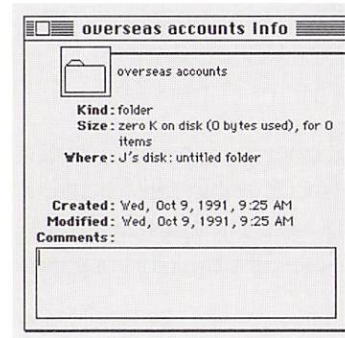 overseas accounts Info
overseas accounts
Kind: folder
Size: zero K on disk (0 bytes used), for 0
items
Where: J's disk: untitled folder
Created: Wed, Oct 9, 1991, 9:25 AM
Modified: Wed, Oct 9, 1991, 9:25 AM
Comments: